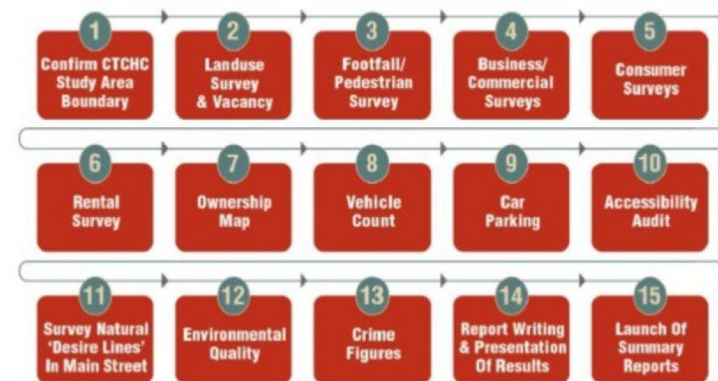 1
Confirm CTCHC
Study Area
Boundary
2
Landuse
Survey
& Vacancy
3
Footfall/
Pedestrian
Survey
4
Business/
Commercial
Surveys
5
Consumer
Surveys
6
Rental
Survey
7
Ownership
Map
8
Vehicle
Count
9
Car
Parking
10
Accessibility
Audit
11
Survey Natural
‘Desire Lines’
In Main Street
12
Environmental
Quality
13
Crime
Figures
14
Report Writing
& Presentation
Of Results
15
Launch Of
Summary
Reports